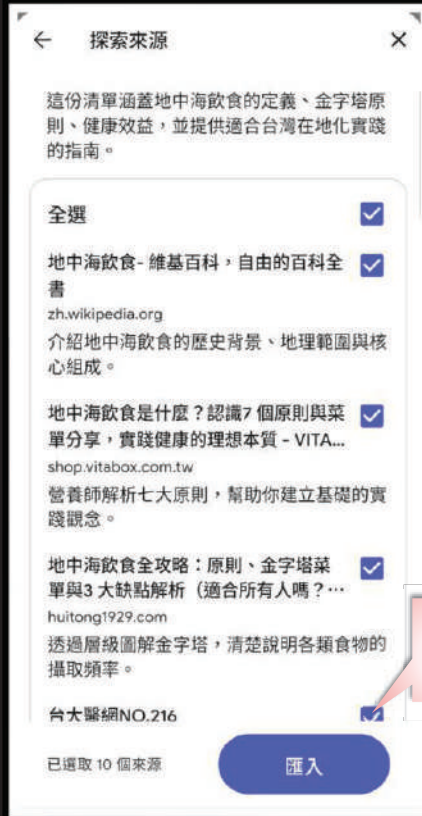 探索來源
這份清單涵蓋地中海飲食的定義、金字塔原
則、健康效益，並提供適合台灣在地化實踐
的指南。
全選
地中海飲食- 維基百科，自由的百科全
書
zh.wikipedia.org
介紹地中海飲食的歷史背景、地理範圍與核
心組成。
地中海飲食是什麼？認識7 個原則與菜
單分享，實踐健康的理想本質 – VITA...
shop.vitabox.com.tw
營養師解析七大原則，幫助你建立基礎的實
踐觀念。
地中海飲食全攻略：原則、金字塔菜
單與3 大缺點解析（適合所有人嗎？…
huitong1929.com
透過層級圖解金字塔，清楚說明各類食物的
攝取頻率。
台大醫網NO.216
已選取 10 個來源
匯入